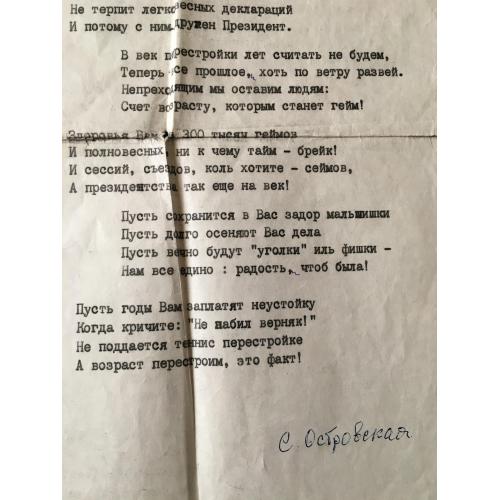 Не терпит легковесных деклараций
И потому с ним дружен Президент.
В век перестройки лет считать не будем,
Теперь все прошлое, хоть по ветру развей.
Непреходящим мы оставим людям:
Счет возрасту, которым станет гейм!
Здоровья Вам на 300 тысяч геймов
И полновесных, ни к чему тайм – брейк!
И сессий, съездов, коль хотите – сеймов,
А президентства так еще на век!
Пусть сохранится в Вас задор мальчишки
Пусть долго осеняют Вас дела
Пусть вечно будут "уголки" иль фишки –
Нам все едино : радость, чтоб была!
Пусть годы Вам заплатят неустойку
Когда кричите: "Не набил верняк!"
Не поддается теннис перестройке
А возраст перестроим, это факт!
С. Островская